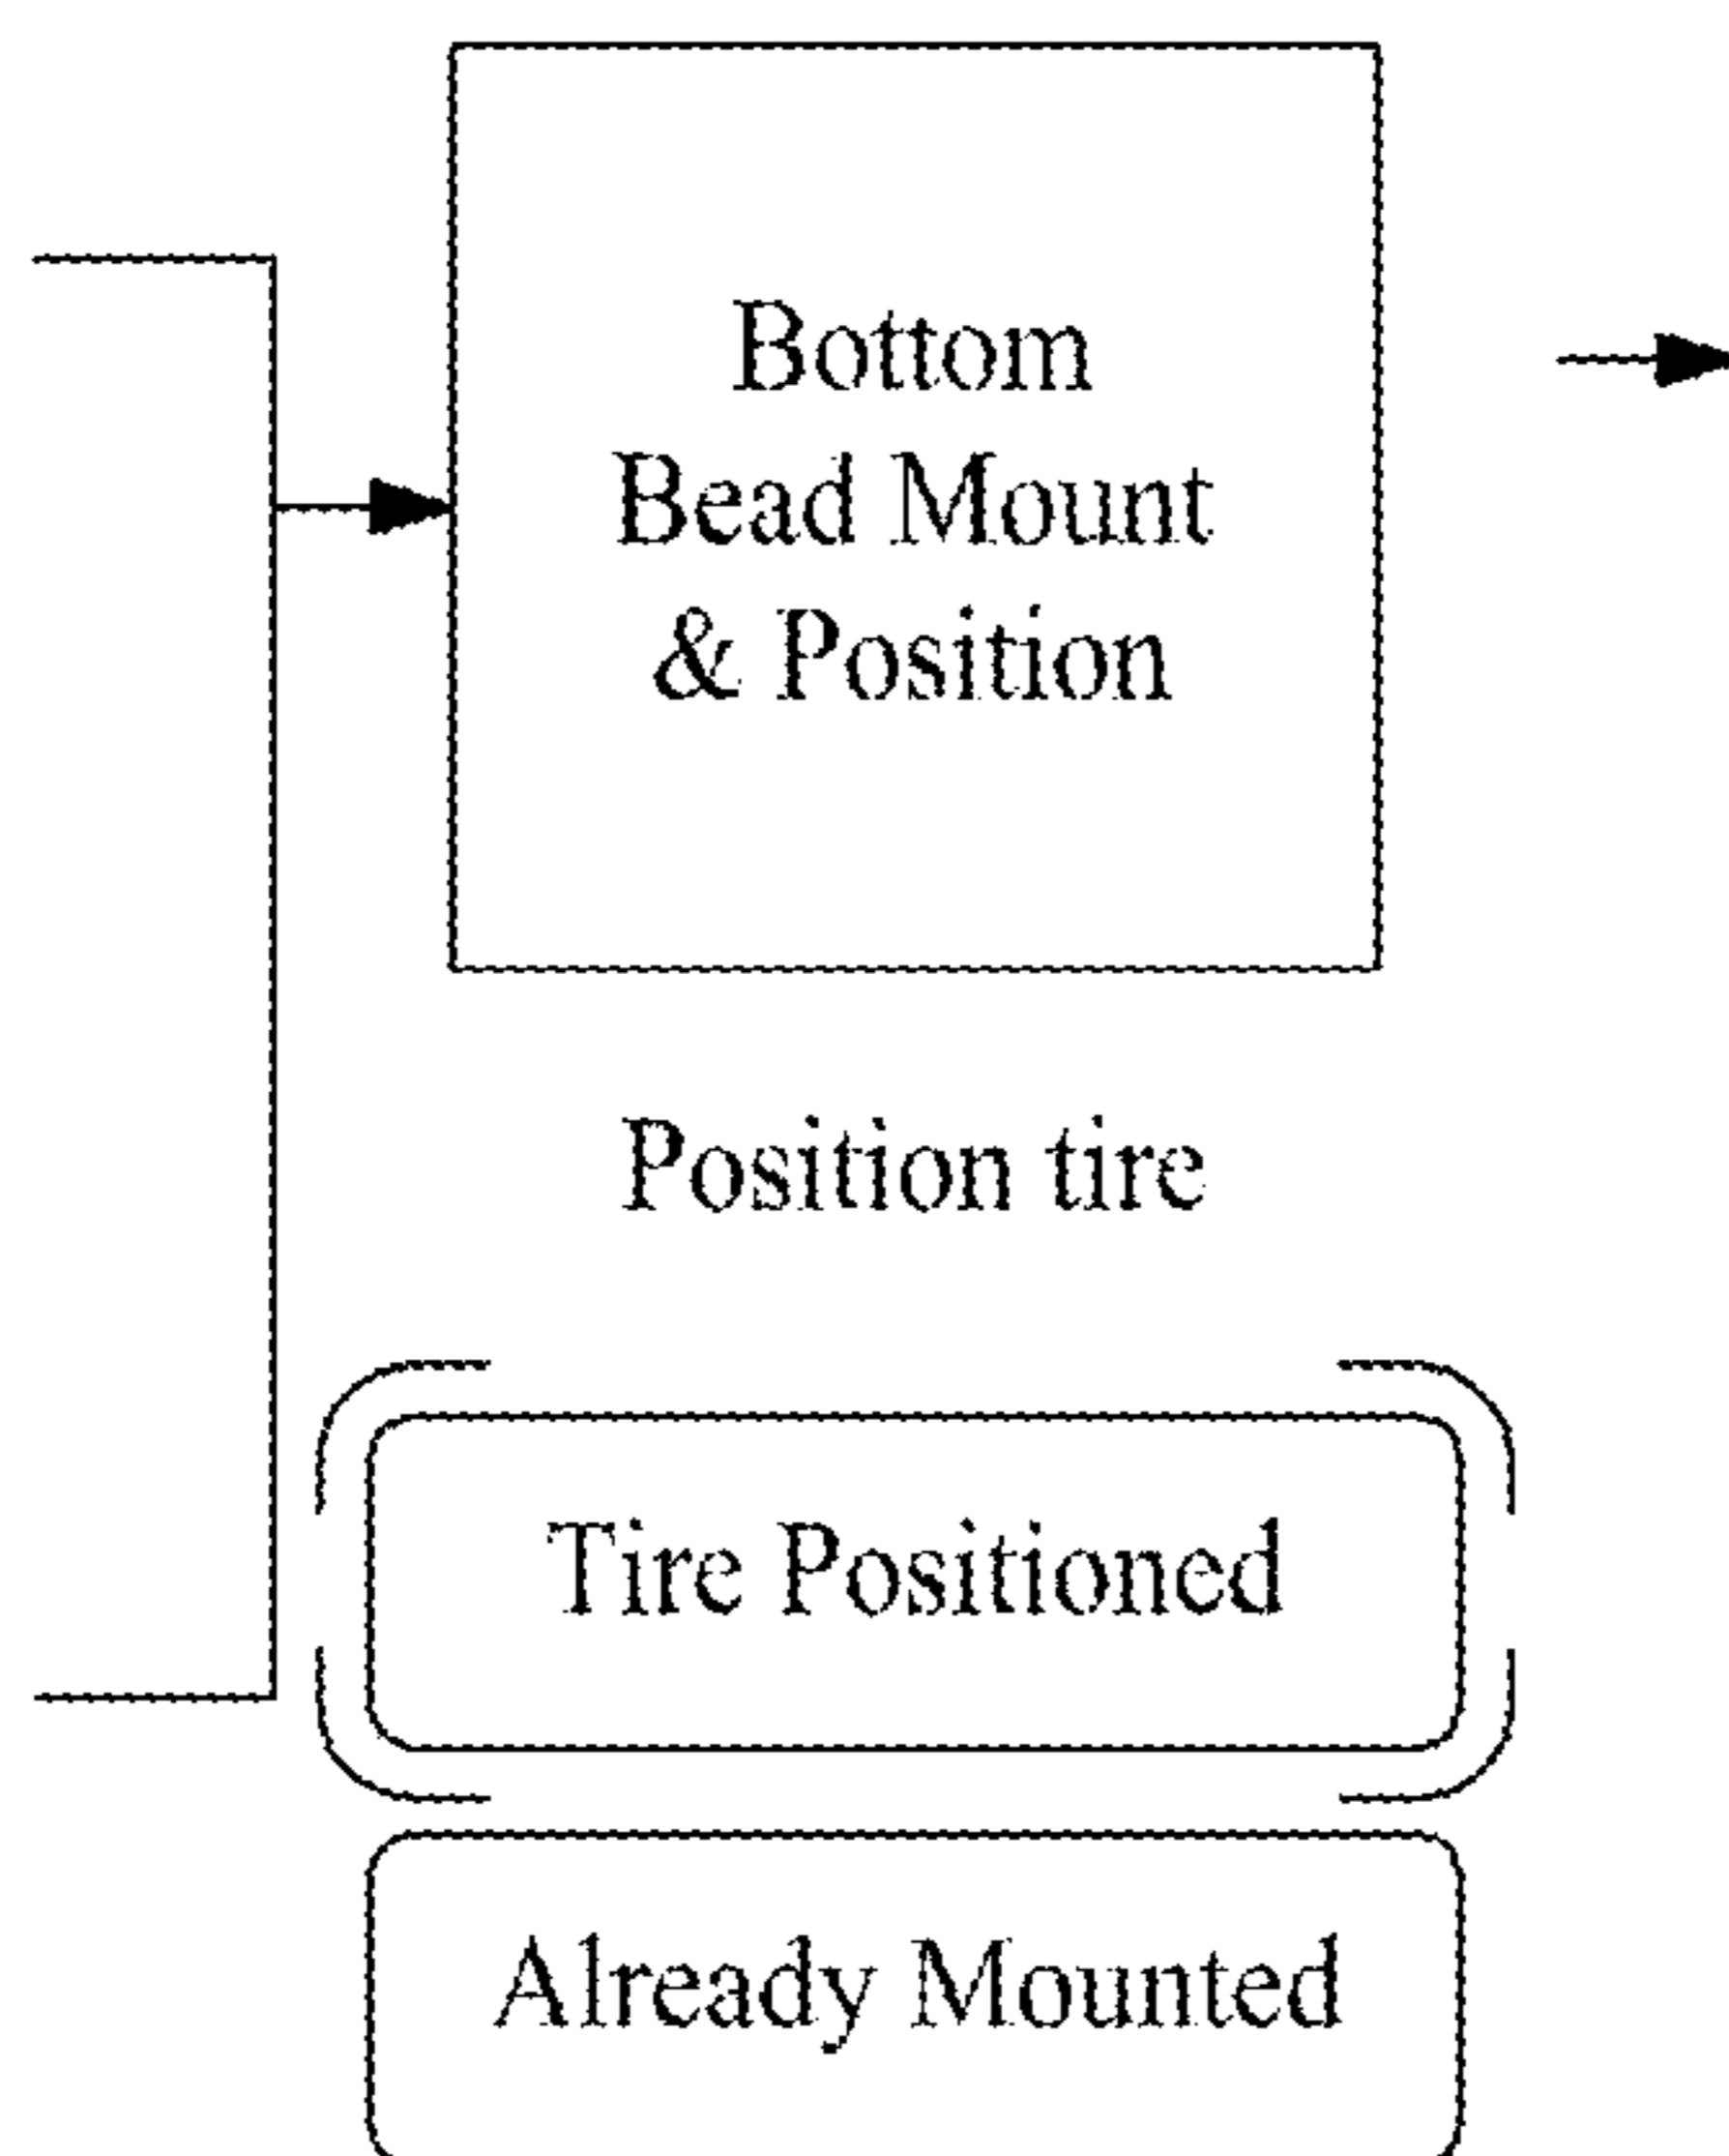 Bottom
Bead Mount
& Position
Position tire
Tire Positioned
Already Mounted